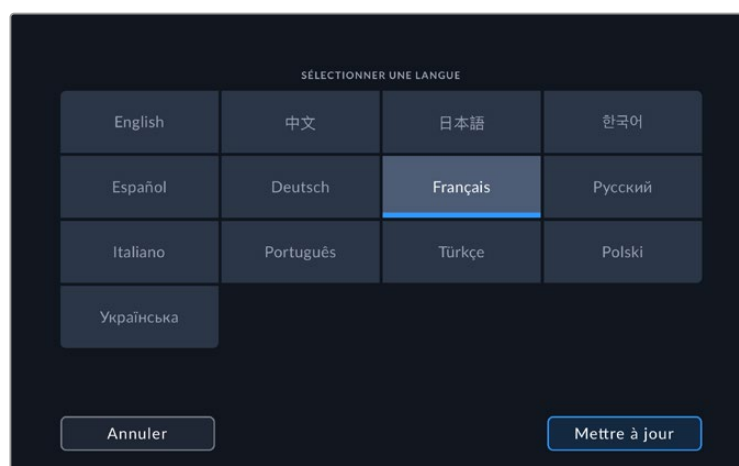 SÉLECTIONNER UNE LANGUE
English 中文 日本語 한국어
Español Deutsch Français Русский
Italiano Português Türkçe Polski
Українська
Annuler Mettre à jour